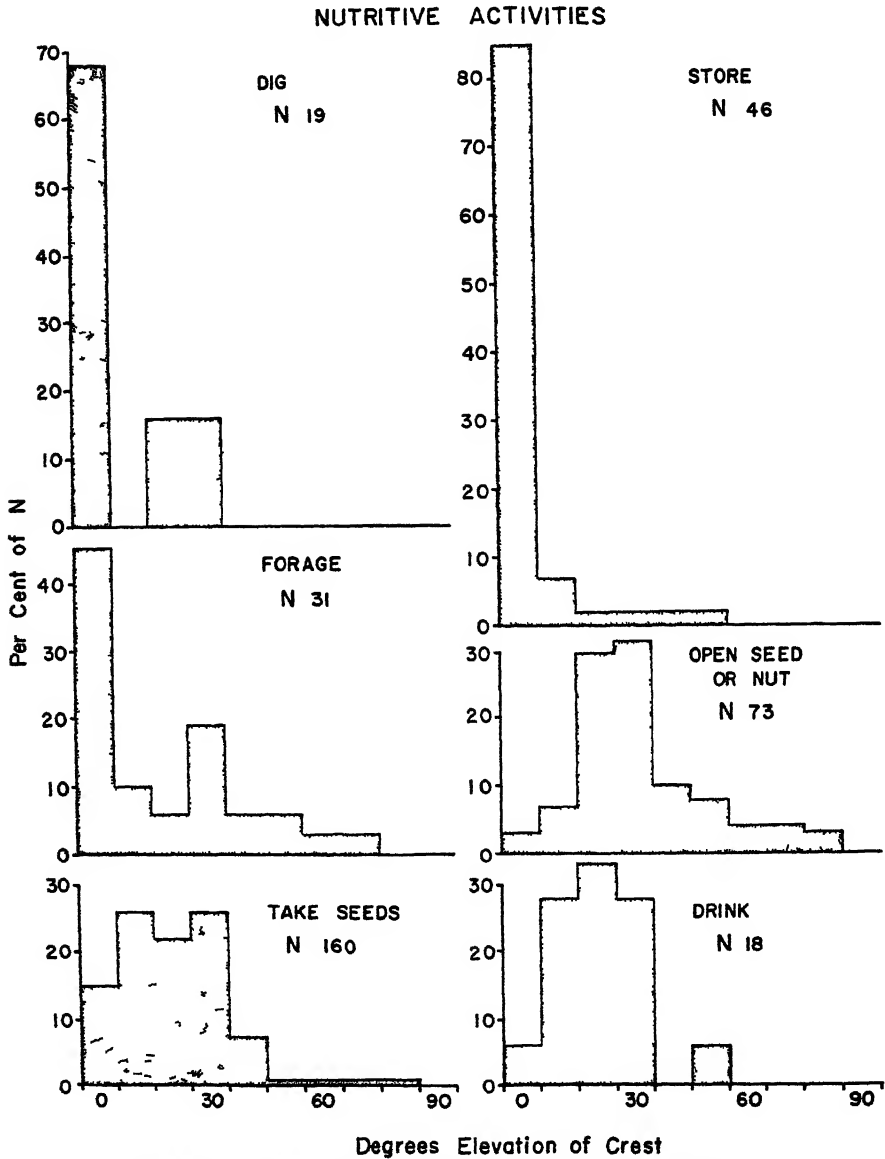 NUTRITIVE ACTIVITIES
DIG
N 19
70
60
50
40
30
20
10
0
STORE
N 46
80
70
60
50
40
30
20
10
0
Per Cent of N
FORAGE
N 31
40
30
20
10
0
OPEN SEED
OR NUT
N 73
30
20
10
0
TAKE SEEDS
N 160
30
20
10
0
DRINK
N 18
30
20
10
0
0 30 60 90
0 30 60 90
Degrees Elevation of Crest